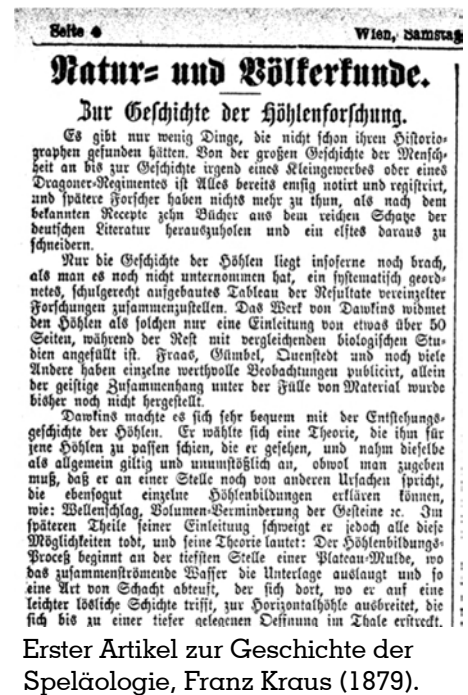 Seite 4
Wien, Samstag
Natur= und Völkerkunde.
Zur Geschichte der Höhlenforschung.
Es gibt nur wenig Dinge, die nicht schon ihren Historio-
graphen gefunden hätten. Von der großen Geschichte der Mensch-
heit an bis zur Geschichte irgend eines Kleingewerbes oder eines
Dragoner-Regimentes ist Alles bereits emsig notirt und registrirt,
und spätere Forscher haben nichts mehr zu thun, als nach dem
bekannten Recepte zehn Bücher aus dem reichen Schatze der
deutschen Literatur herauszuholen und ein elftes daraus zu
schneidern.
Nur die Geschichte der Höhlen liegt insoferne noch brach,
als man es noch nicht unternommen hat, ein systematisch geord-
netes, schulgerecht aufgebautes Tableau der Resultate vereinzelter
Forschungen zusammenzustellen. Das Werk von Dawkins widmet
den Höhlen als solchen nur eine Einleitung von etwas über 50
Seiten, während der Rest mit vergleichenden biologischen Stu-
dien angefüllt ist. Fraas, Gümbel, Quenstedt und noch viele
Andere haben einzelne werthvolle Beobachtungen publicirt, allein
der geistige Zusammenhang unter der Fülle von Material wurde
bisher noch nicht hergestellt.
Dawkins machte es sich sehr bequem mit der Entstehungs-
geschichte der Höhlen. Er wählte sich eine Theorie, die ihm für
jene Höhlen zu passen schien, die er gesehen, und nahm dieselbe
als allgemein giltig und unumstößlich an, obwol man zugeben
muß, daß er an einer Stelle noch von anderen Ursachen spricht,
die ebensogut einzelne Höhlenbildungen erklären können,
wie: Wellenschlag, Volumen-Verminderung der Gesteine ꝛc. Im
späteren Theile seiner Einleitung schweigt er jedoch alle diese
Möglichkeiten todt, und seine Theorie lautet: Der Höhlenbildungs-
Proceß beginnt an der tiefsten Stelle einer Plateau-Mulde, wo
das zusammenströmende Wasser die Unterlage auslaugt und so
eine Art von Schacht abteuft, der sich dort, wo er auf eine
leichter lösliche Schichte trifft, zur Horizontalhöhle ausbreitet, die
sich bis zu einer tiefer gelegenen Oeffnung im Thale erstreckt.
Erster Artikel zur Geschichte der
Speläologie, Franz Kraus (1879).